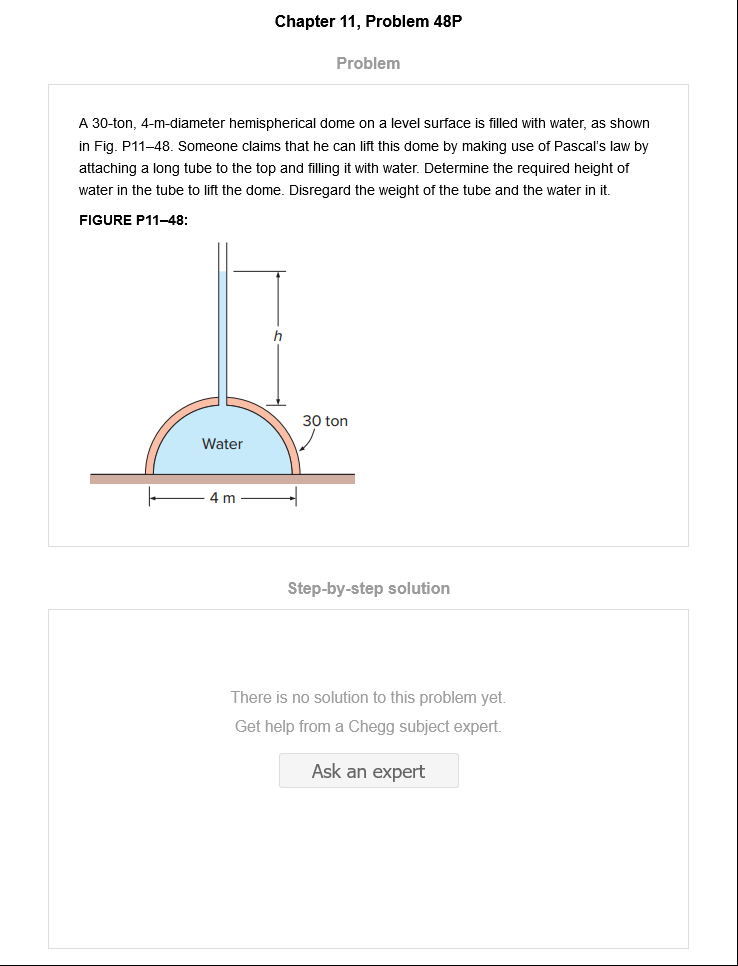 Chapter 11, Problem 48P
Problem
A 30-ton, 4-m-diameter hemispherical dome on a level surface is filled with water, as shown
in Fig. P11–48. Someone claims that he can lift this dome by making use of Pascal's law by
attaching a long tube to the top and filling it with water. Determine the required height of
water in the tube to lift the dome. Disregard the weight of the tube and the water in it.
FIGURE P11–48:
h
30 ton
Water
4 m
Step-by-step solution
There is no solution to this problem yet.
Get help from a Chegg subject expert.
Ask an expert